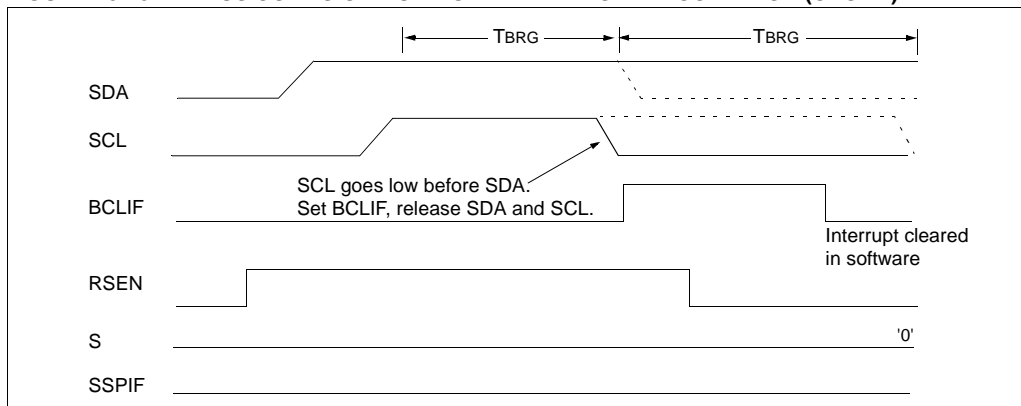 TBRG TBRG
SDA
SCL
SCL goes low before SDA.
Set BCLIF, release SDA and SCL.
BCLIF
Interrupt cleared
in software
RSEN
S '0'
SSPIF